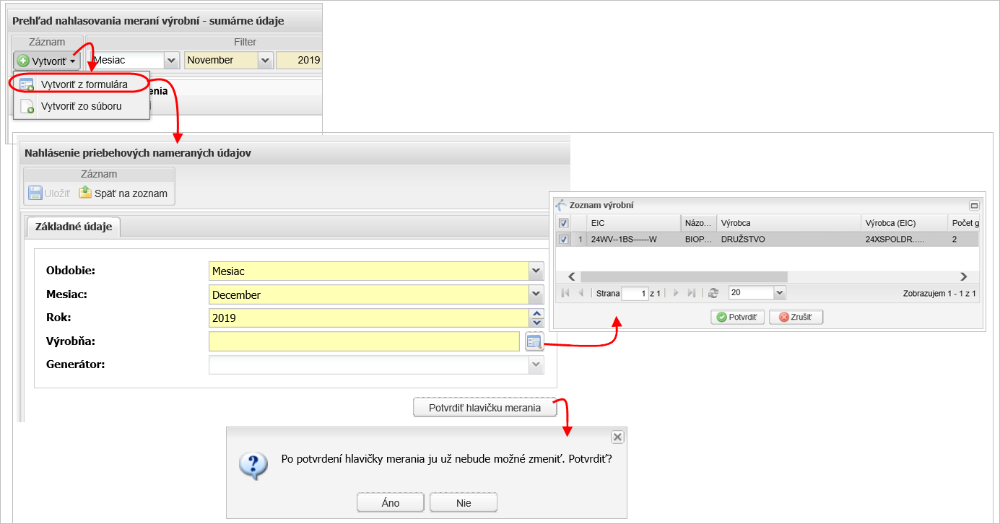 Prehľad nahlasovania meraní výrobní - sumárne údaje
Záznam
Filter
Vytvoriť
Mesiac
November
2019
Vytvoriť z formulára
enia
Vytvoriť zo súboru
Nahlásenie priebehových nameraných údajov
Záznam
Uložiť
Späť na zoznam
Základné údaje
Obdobie:
Mesiac
Mesiac:
December
Rok:
2019
Výrobňa:
Generátor:
Potvrdiť hlavičku merania
Zoznam výrobní
EIC Názo... Výrobca Výrobca (EIC) Počet g
1 24WV--1BS------W BIOP... DRUŽSTVO 24XSPOLDR..... 2
Strana 1 z 1 20 Zobrazujem 1 - 1 z 1
Potvrdiť Zrušiť
Po potvrdení hlavičky merania ju už nebude možné zmeniť. Potvrdiť?
Áno Nie